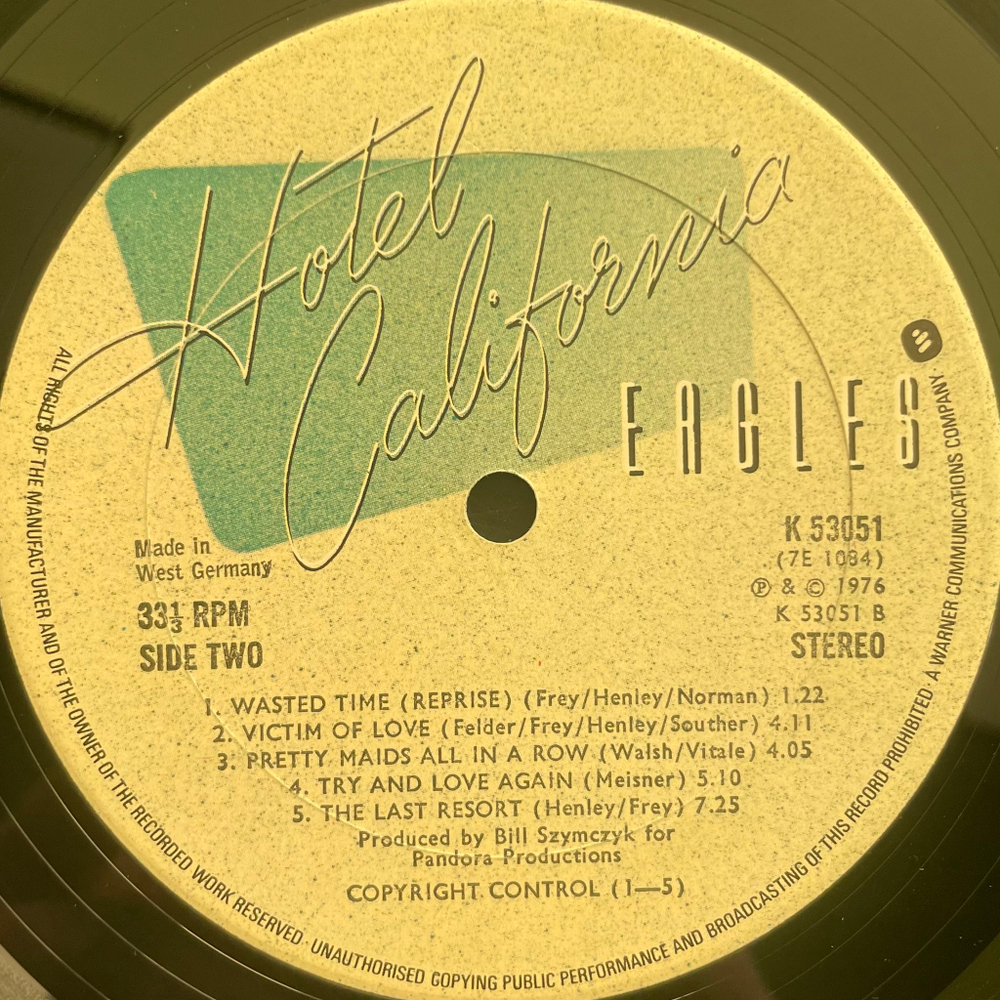 Hotel
California
EAGLES
K 53051
(7E 1084)
Ⓟ & © 1976
K 53051 B
STEREO
Made in
West Germany
33⅓ RPM
SIDE TWO
1. WASTED TIME (REPRISE) (Frey/Henley/Norman) 1.22
2. VICTIM OF LOVE (Felder/Frey/Henley/Souther) 4.11
3. PRETTY MAIDS ALL IN A ROW (Walsh/Vitale) 4.05
4. TRY AND LOVE AGAIN (Meisner) 5.10
5. THE LAST RESORT (Henley/Frey) 7.25
Produced by Bill Szymczyk for
Pandora Productions
COPYRIGHT CONTROL (1—5)
ALL RIGHTS OF THE MANUFACTURER AND OF THE OWNER OF THE RECORDED WORK RESERVED · UNAUTHORISED COPYING PUBLIC PERFORMANCE AND BROADCASTING OF THIS RECORD PROHIBITED · A WARNER COMMUNICATIONS COMPANY ·